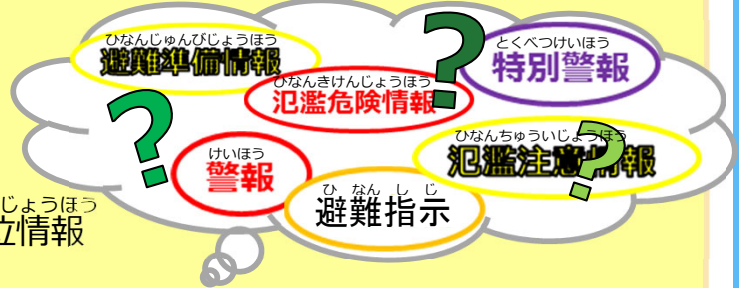 ひなんじゅんびじょうほう
避難準備情報
とくべつけいほう
特別警報
ひなんきけんじょうほう
氾濫危険情報
ひなんちゅういじょうほう
氾濫注意情報
けいほう
警報
ひなんしじ
避難指示
じょうほう
情報
?
?
?